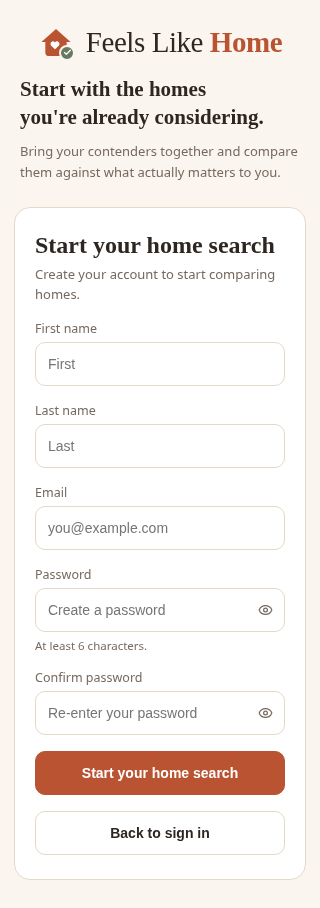 Feels Like Home
Start with the homes
you're already considering.
Bring your contenders together and compare
them against what actually matters to you.
Start your home search
Create your account to start comparing
homes.
First name
First
Last name
Last
Email
you@example.com
Password
Create a password
At least 6 characters.
Confirm password
Re-enter your password
Start your home search
Back to sign in